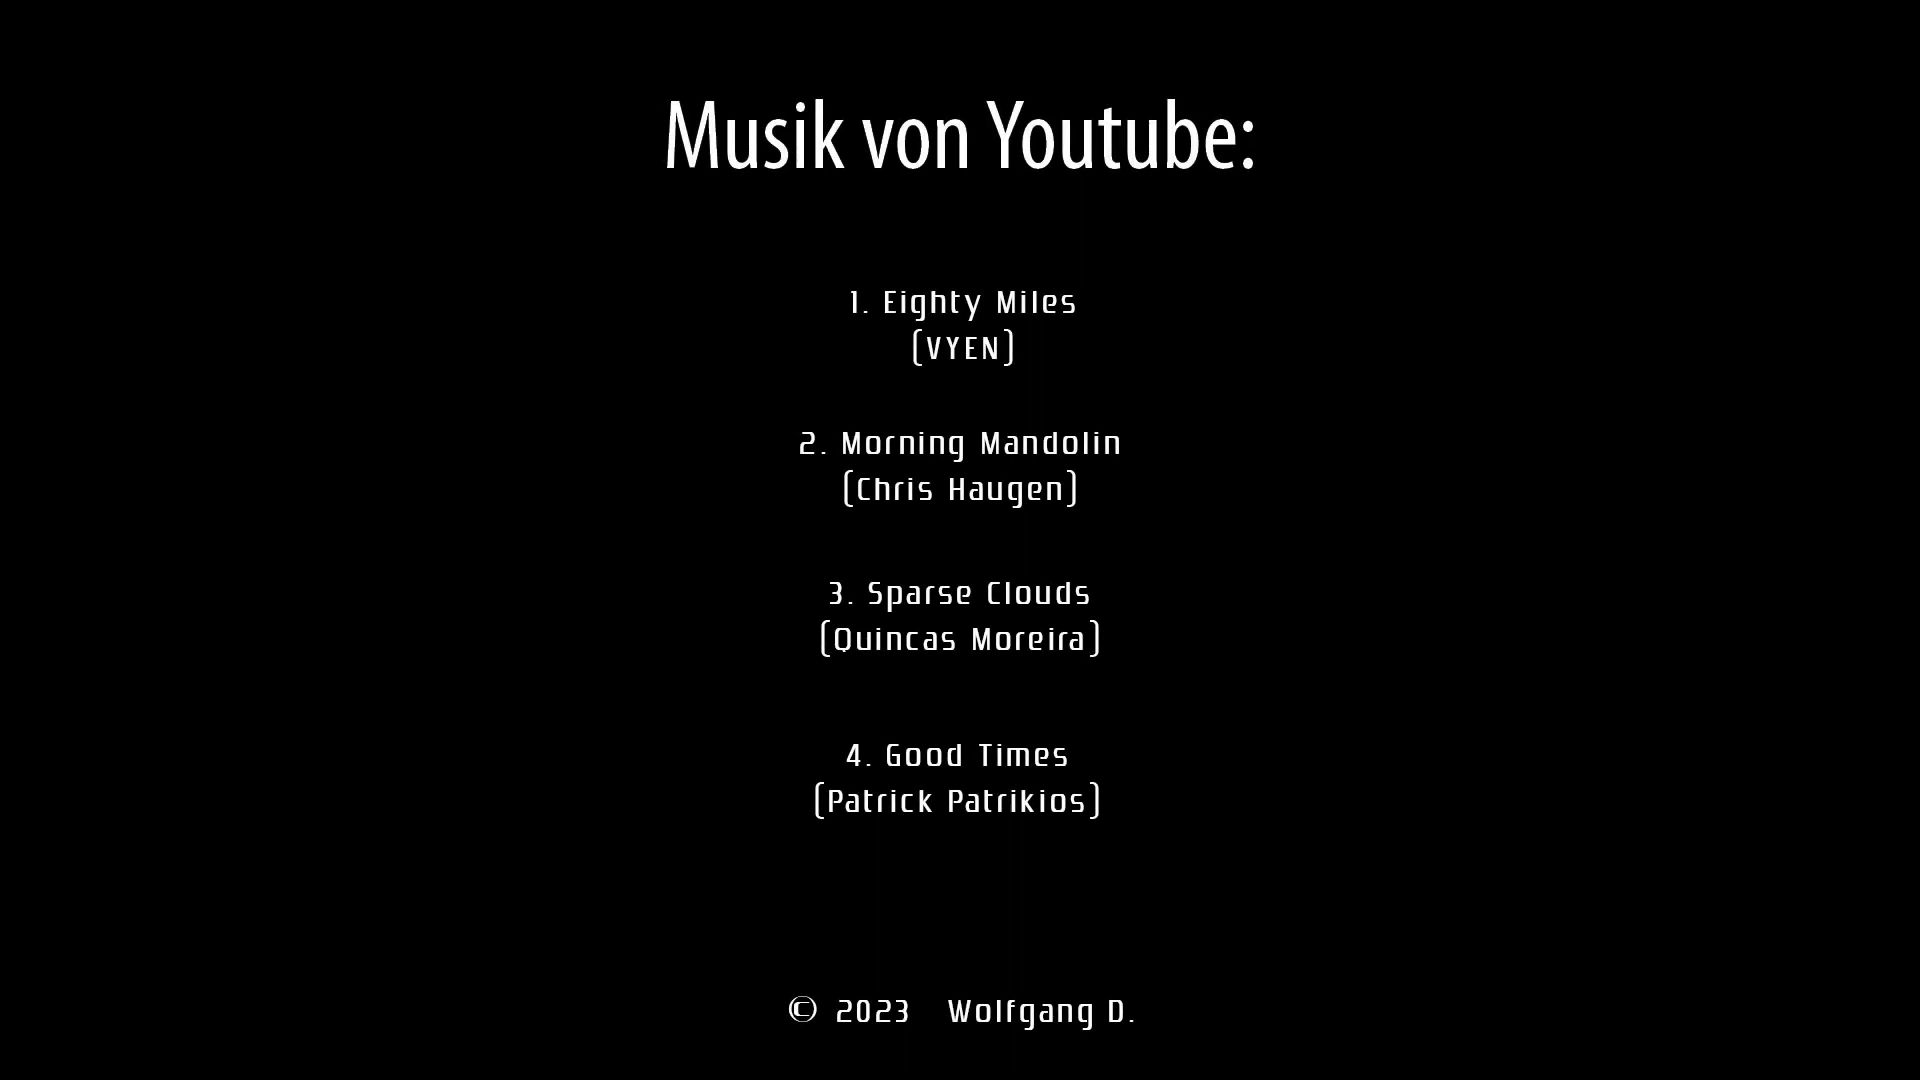 Musik von Youtube:
1. Eighty Miles
(VYEN)
2. Morning Mandolin
(Chris Haugen)
3. Sparse Clouds
(Quincas Moreira)
4. Good Times
(Patrick Patrikios)
© 2023 Wolfgang D.